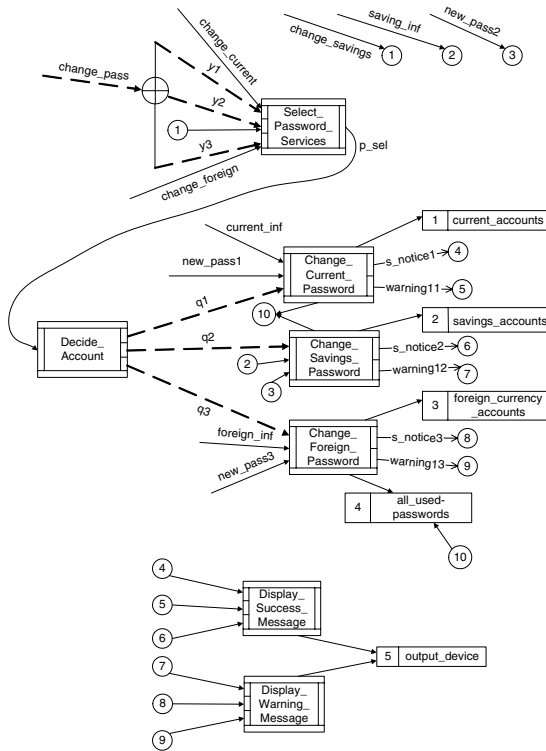 change_current
change_savings
saving_inf
new_pass2
1
2
3
change_pass
y1
y2
y3
1
Select_
Password_
Services
p_sel
change_foreign
current_inf
1 current_accounts
new_pass1
Change_
Current_
Password
s_notice1
4
warning11
5
q1
10
2 savings_accounts
Decide_
Account
q2
Change_
Savings_
Password
s_notice2
6
2
warning12
7
3
q3
3 foreign_currency
_accounts
foreign_inf
Change_
Foreign_
Password
s_notice3
8
new_pass3
warning13
9
4 all_used-
passwords
10
4
5
6
Display_
Success_
Message
5 output_device
7
8
9
Display_
Warning_
Message